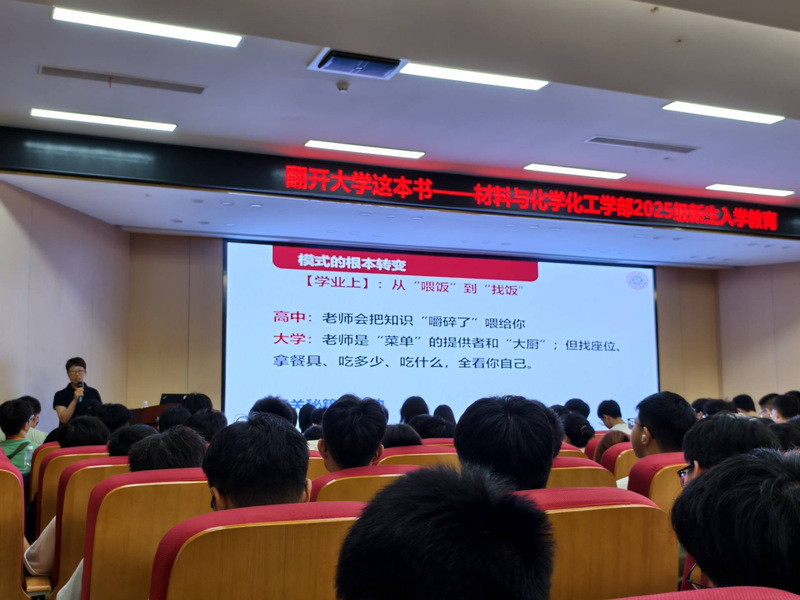 翻开大学这本书——材料与化学化工学部2025级新生入学教育
模式的根本转变
【学业上】：从“喂饭”到“找饭”
高中：老师会把知识“嚼碎了”喂给你
大学：老师是“菜单”的提供者和“大厨”；但找座位、
拿餐具、吃多少、吃什么，全看你自己。